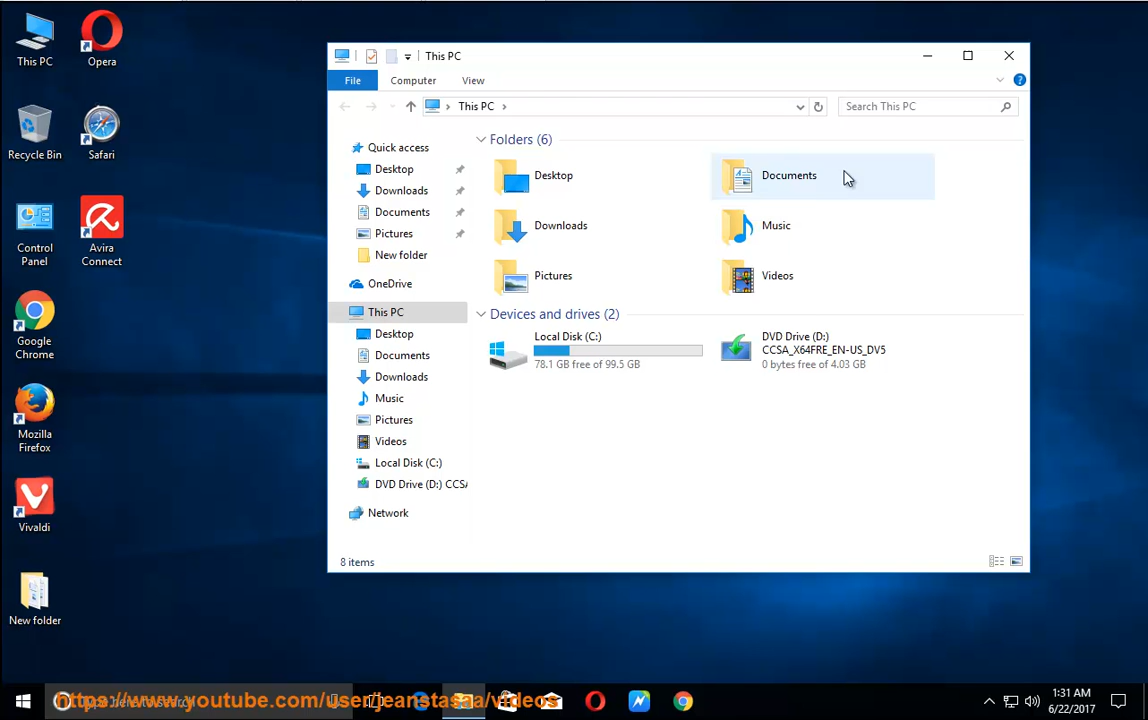 This PC
Opera
Recycle Bin
Safari
Control
Panel
Avira
Connect
Google
Chrome
Mozilla
Firefox
Vivaldi
New folder
This PC
File
Computer
View
This PC
Search This PC
Quick access
Desktop
Downloads
Documents
Pictures
New folder
OneDrive
This PC
Desktop
Documents
Downloads
Music
Pictures
Videos
Local Disk (C:)
DVD Drive (D:) CCSA
Network
Folders (6)
Desktop
Documents
Downloads
Music
Pictures
Videos
Devices and drives (2)
Local Disk (C:)
78.1 GB free of 99.5 GB
DVD Drive (D:)
CCSA_X64FRE_EN-US_DV5
0 bytes free of 4.03 GB
8 items
https://www.youtube.com/user/jeanstasaa/videos
Type here to search
1:31 AM
6/22/2017